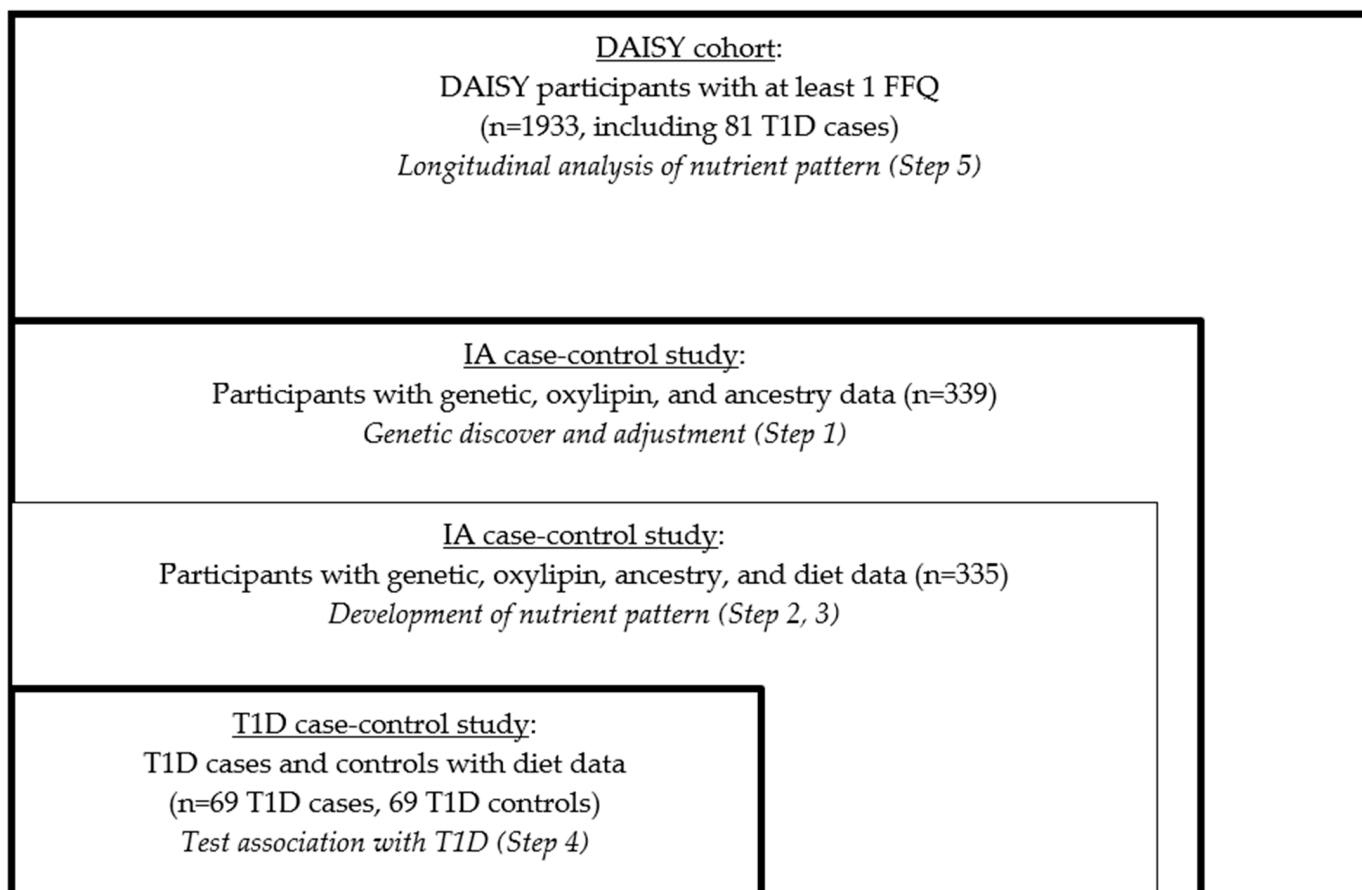 DAISY cohort:
DAISY participants with at least 1 FFQ
(n=1933, including 81 T1D cases)
Longitudinal analysis of nutrient pattern (Step 5)
IA case-control study:
Participants with genetic, oxylipin, and ancestry data (n=339)
Genetic discover and adjustment (Step 1)
IA case-control study:
Participants with genetic, oxylipin, ancestry, and diet data (n=335)
Development of nutrient pattern (Step 2, 3)
T1D case-control study:
T1D cases and controls with diet data
(n=69 T1D cases, 69 T1D controls)
Test association with T1D (Step 4)